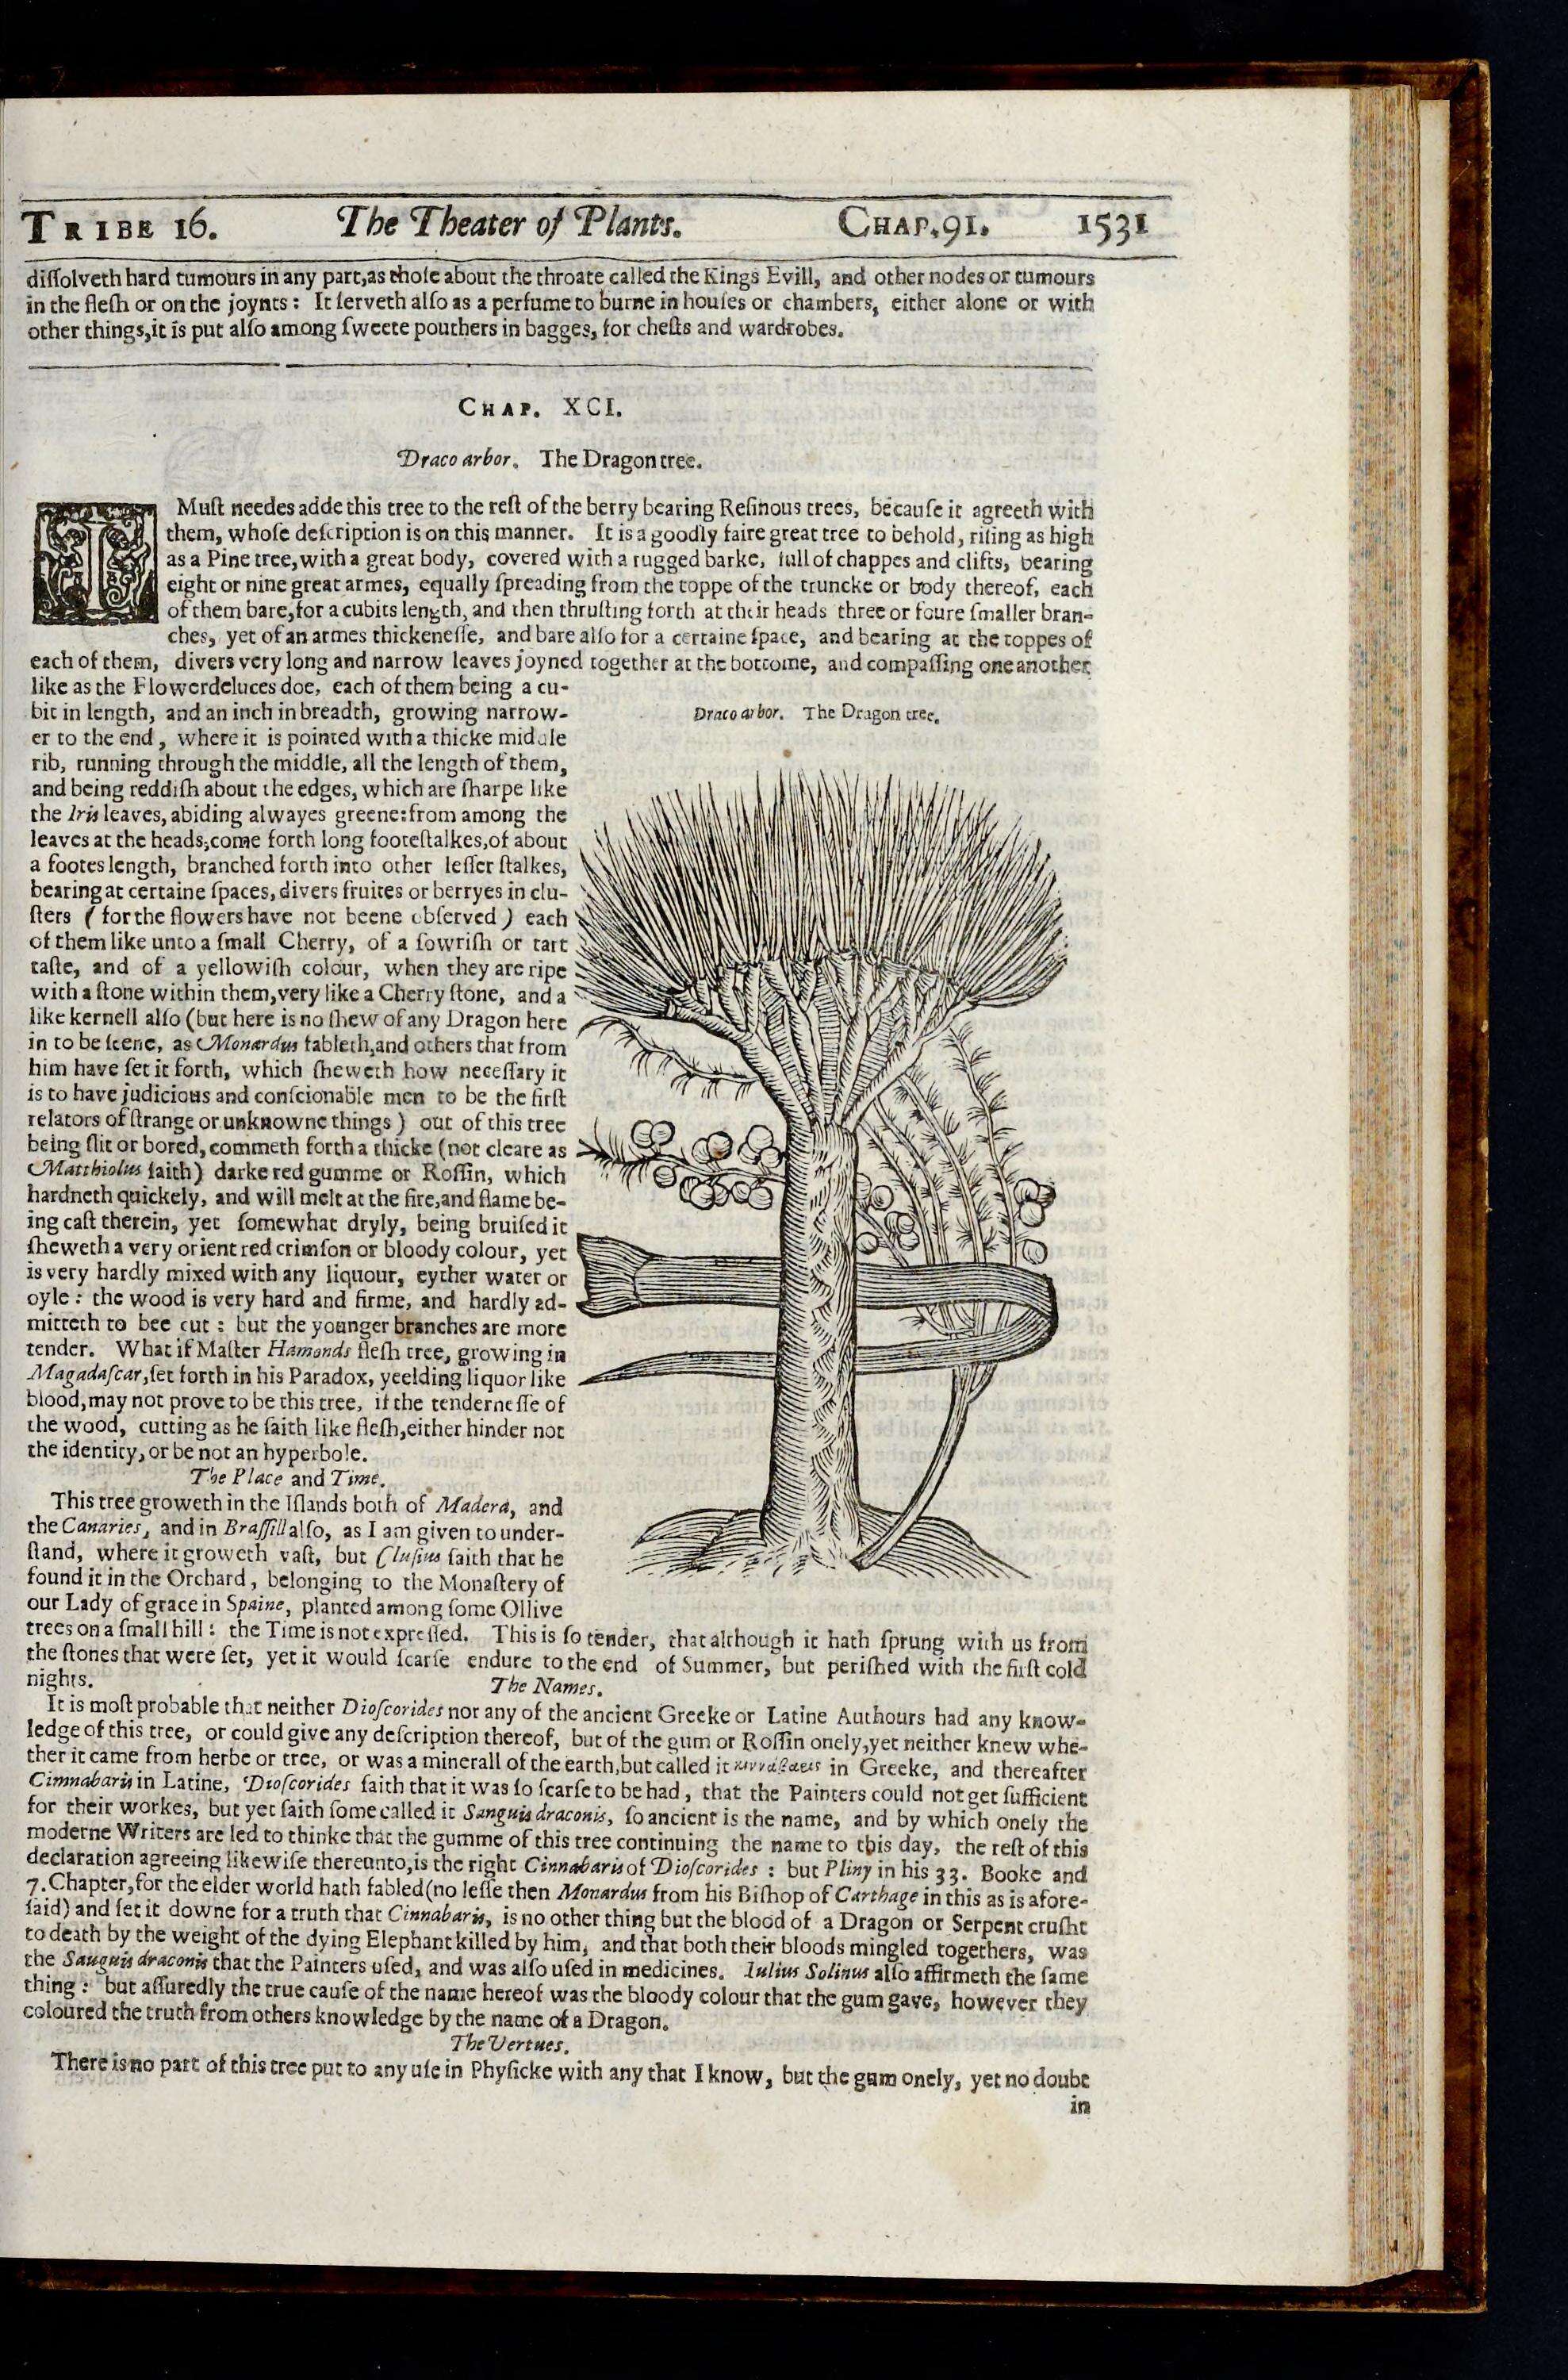 TRIBE 16. The Theater of Plants. CHAP.91. 1531
diſſolveth hard tumours in any part,as thoſe about the throate called the Kings Evill, and other nodes or tumours
in the fleſh or on the joynts: It ſerveth alſo as a perfume to burne in houſes or chambers, either alone or with
other things,it is put alſo among ſweete pouthers in bagges, for cheſts and wardrobes.
CHAP. XCI.
Draco arbor. The Dragon tree.
I Muſt needes adde this tree to the reſt of the berry bearing Reſinous trees, becauſe it agreeth with
them, whoſe deſcription is on this manner. It is a goodly faire great tree to behold, riſing as high
as a Pine tree,with a great body, covered with a rugged barke, full of chappes and clifts, bearing
eight or nine great armes, equally ſpreading from the toppe of the truncke or body thereof, each
of them bare,for a cubits length, and then thruſting forth at their heads three or foure ſmaller bran-
ches, yet of an armes thickeneſſe, and bare alſo for a certaine ſpace, and bearing at the toppes of
each of them, divers very long and narrow leaves joyned together at the bottome, and compaſſing one another
like as the Flowerdeluces doe, each of them being a cu-
bit in length, and an inch in breadth, growing narrow-
er to the end, where it is pointed with a thicke middle
rib, running through the middle, all the length of them,
and being reddiſh about the edges, which are ſharpe like
the Iris leaves, abiding alwayes greene:from among the
leaves at the heads,come forth long footeſtalkes,of about
a footes length, branched forth into other leſſer ſtalkes,
bearing at certaine ſpaces, divers fruites or berryes in clu-
ſters (for the flowers have not beene obſerved) each
of them like unto a ſmall Cherry, of a ſowriſh or tart
taſte, and of a yellowiſh colour, when they are ripe
with a ſtone within them,very like a Cherry ſtone, and a
like kernell alſo (but here is no ſhew of any Dragon here
in to be ſeene, as Monardus fableth,and others that from
him have ſet it forth, which ſheweth how neceſſary it
is to have judicious and conſcionable men to be the firſt
relators of ſtrange or unknowne things) out of this tree
being ſlit or bored, commeth forth a thicke (not cleare as
Matthiolus ſaith) darke red gumme or Roſſin, which
hardneth quickely, and will melt at the fire,and flame be-
ing caſt therein, yet ſomewhat dryly, being bruiſed it
ſheweth a very orient red crimſon or bloody colour, yet
is very hardly mixed with any liquour, eyther water or
oyle: the wood is very hard and firme, and hardly ad-
mitteth to bee cut: but the younger branches are more
tender. What if Maſter Hamonds fleſh tree, growing in
Magadaſcar,ſet forth in his Paradox, yeelding liquor like
blood,may not prove to be this tree, if the tenderneſſe of
the wood, cutting as he ſaith like fleſh,either hinder not
the identity, or be not an hyperbole.
Draco arbor. The Dragon tree.
The Place and Time.
This tree groweth in the Iſlands both of Madera, and
the Canaries, and in Braſſill alſo, as I am given to under-
ſtand, where it groweth vaſt, but Cluſius ſaith that he
found it in the Orchard, belonging to the Monaſtery of
our Lady of grace in Spaine, planted among ſome Ollive
trees on a ſmall hill: the Time is not expreſſed. This is ſo tender, that although it hath ſprung with us from
the ſtones that were ſet, yet it would ſcarſe endure to the end of Summer, but periſhed with the firſt cold
nights.
The Names.
It is moſt probable that neither Dioſcorides nor any of the ancient Greeke or Latine Authours had any know-
ledge of this tree, or could give any deſcription thereof, but of the gum or Roſſin onely,yet neither knew whe-
ther it came from herbe or tree, or was a minerall of the earth,but called it κιννάβαρις in Greeke, and thereafter
Cimnabaris in Latine, Dioſcorides ſaith that it was ſo ſcarſe to be had, that the Painters could not get ſufficient
for their workes, but yet ſaith ſome called it Sanguis draconis, ſo ancient is the name, and by which onely the
moderne Writers are led to thinke that the gumme of this tree continuing the name to this day, the reſt of this
declaration agreeing likewiſe thereunto,is the right Cinnabaris of Dioſcorides: but Pliny in his 33. Booke and
7.Chapter,for the elder world hath fabled(no leſſe then Monardus from his Biſhop of Carthage in this as is afore-
ſaid) and ſet it downe for a truth that Cinnabaris, is no other thing but the blood of a Dragon or Serpent cruſht
to death by the weight of the dying Elephant killed by him, and that both their bloods mingled togethers, was
the Sauguis draconis that the Painters uſed, and was alſo uſed in medicines. Iulius Solinus alſo affirmeth the ſame
thing: but aſſuredly the true cauſe of the name hereof was the bloody colour that the gum gave, however they
coloured the truth from others knowledge by the name of a Dragon.
The Vertues.
There is no part of this tree put to any uſe in Phyſicke with any that I know, but the gum onely, yet no doubt
in